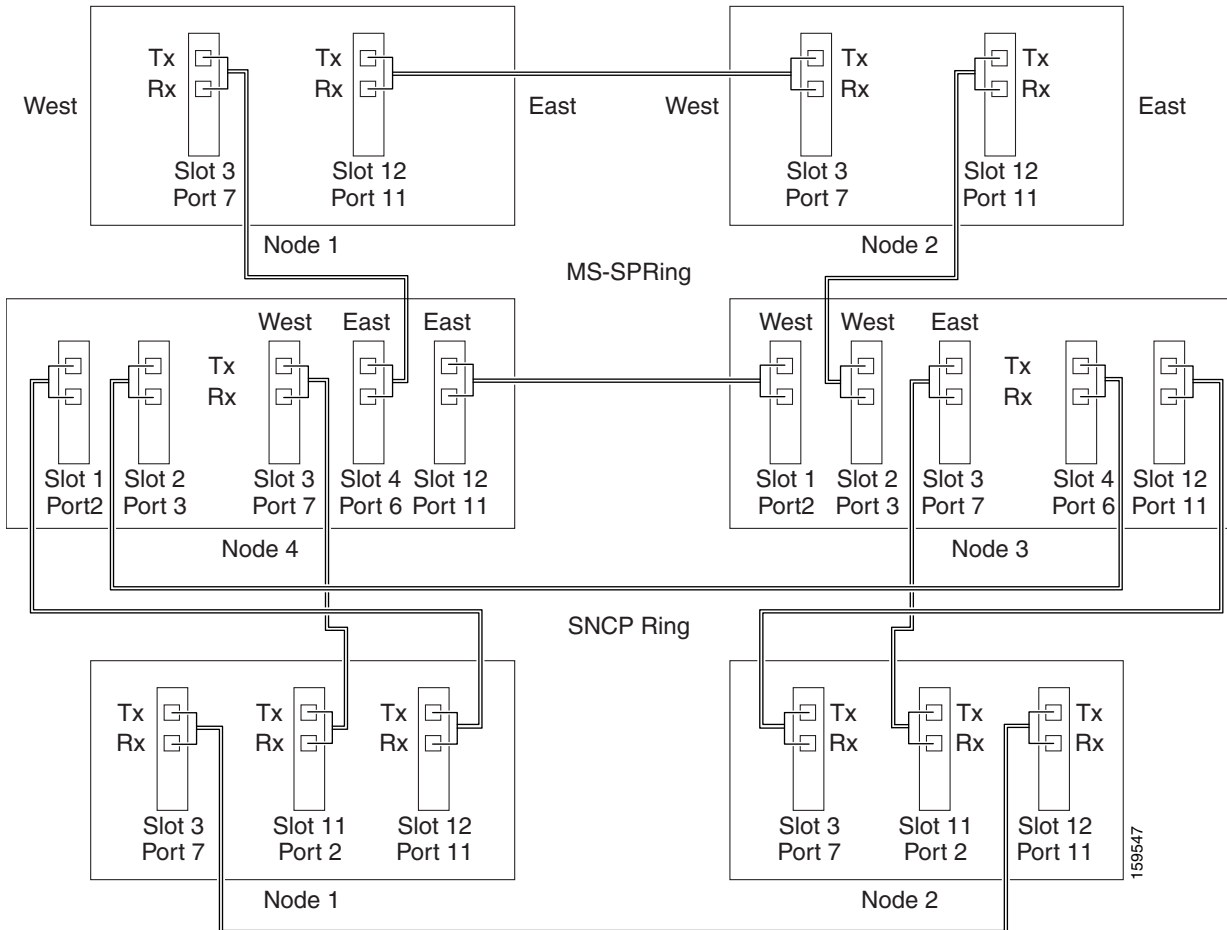 Tx Tx Tx Tx
Rx Rx Rx Rx
West East West East
Slot 3 Slot 12 Slot 3 Slot 12
Port 7 Port 11 Port 7 Port 11
Node 1 Node 2
MS-SPRing
West East East West West East
Tx Tx
Rx Rx
Slot 1 Slot 2 Slot 3 Slot 4 Slot 12 Slot 1 Slot 2 Slot 3 Slot 4 Slot 12
Port2 Port 3 Port 7 Port 6 Port 11 Port2 Port 3 Port 7 Port 6 Port 11
Node 4 Node 3
SNCP Ring
Tx Tx Tx Tx Tx Tx
Rx Rx Rx Rx Rx Rx
Slot 3 Slot 11 Slot 12 Slot 3 Slot 11 Slot 12
Port 7 Port 2 Port 11 Port 7 Port 2 Port 11
159547
Node 1 Node 2